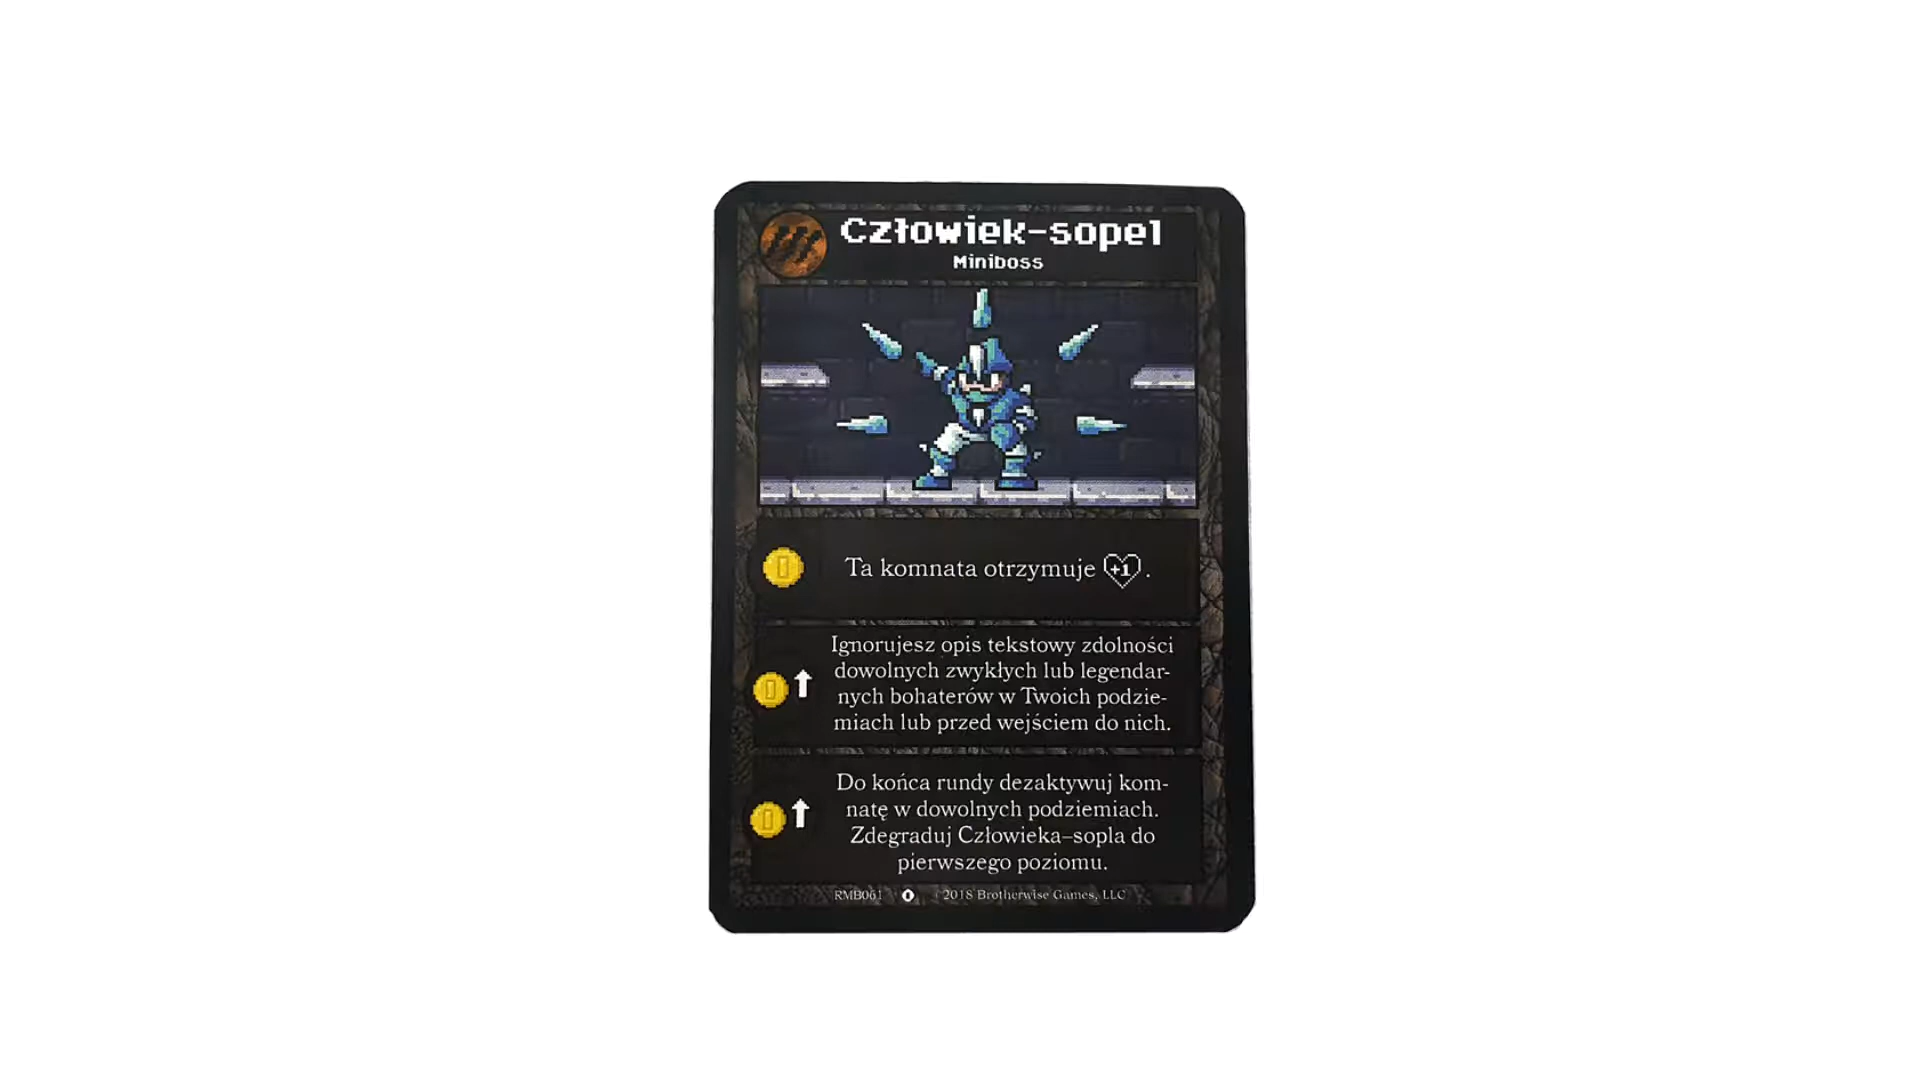 Człowiek-sopel
Miniboss
Ta komnata otrzymuje +1.
Ignorujesz opis tekstowy zdolności
dowolnych zwykłych lub legendar-
nych bohaterów w Twoich podzie-
miach lub przed wejściem do nich.
Do końca rundy dezaktywuj kom-
natę w dowolnych podziemiach.
Zdegraduj Człowieka–sopla do
pierwszego poziomu.
RMB061 ©2018 Brotherwise Games, LLC